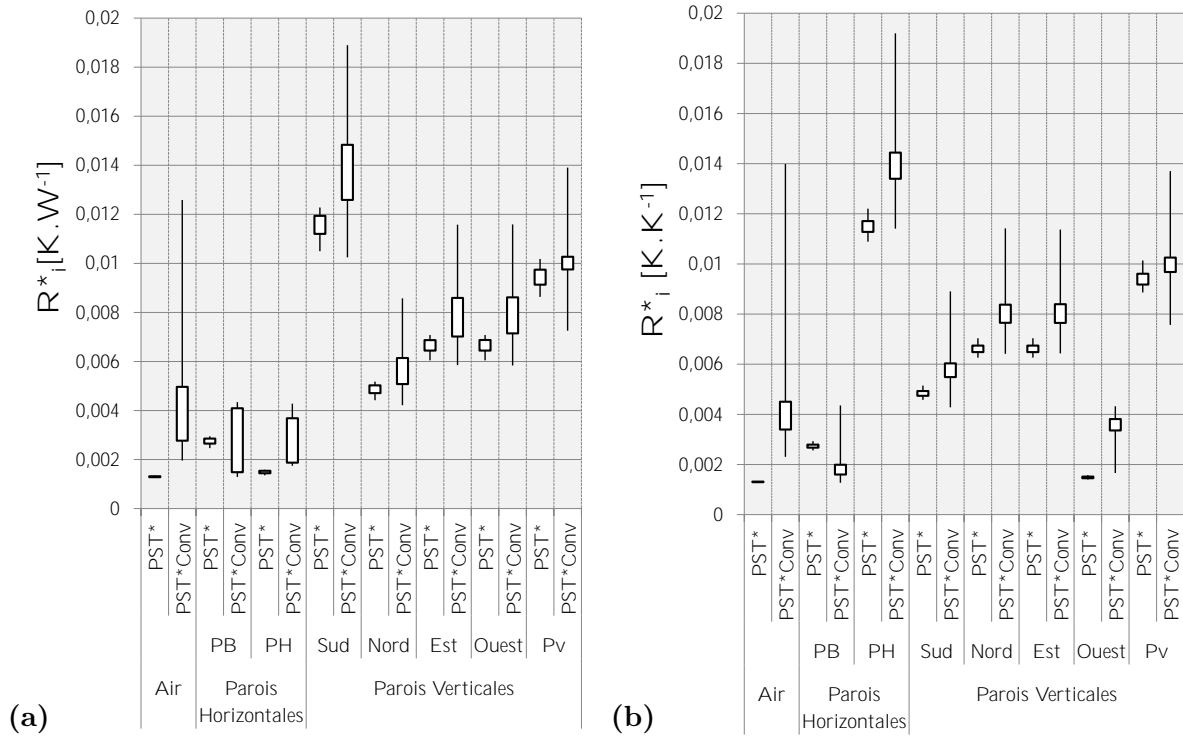 0,02
0,018
0,016
0,014
0,012
0,01
0,008
0,006
0,004
0,002
0
R*i[K.W-1]
PST*
PST*Conv
PST*
PST*Conv
PST*
PST*Conv
PST*
PST*Conv
PST*
PST*Conv
PST*
PST*Conv
PST*
PST*Conv
PST*
PST*Conv
PB PH Sud Nord Est Ouest Pv
Air Parois Horizontales Parois Verticales
(a)
0,02
0,018
0,016
0,014
0,012
0,01
0,008
0,006
0,004
0,002
0
R*i [K.K-1]
PST*
PST*Conv
PST*
PST*Conv
PST*
PST*Conv
PST*
PST*Conv
PST*
PST*Conv
PST*
PST*Conv
PST*
PST*Conv
PST*
PST*Conv
PB PH Sud Nord Est Ouest Pv
Air Parois Horizontales Parois Verticales
(b)